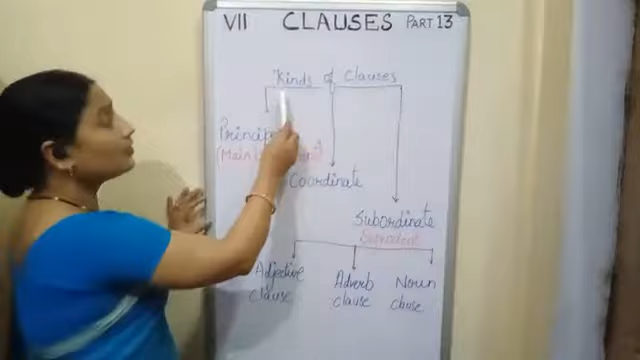 VII CLAUSES PART 13
Kinds of Clauses
Coordinate
Subordinate
Adjective Adverb Noun
clause clause clause